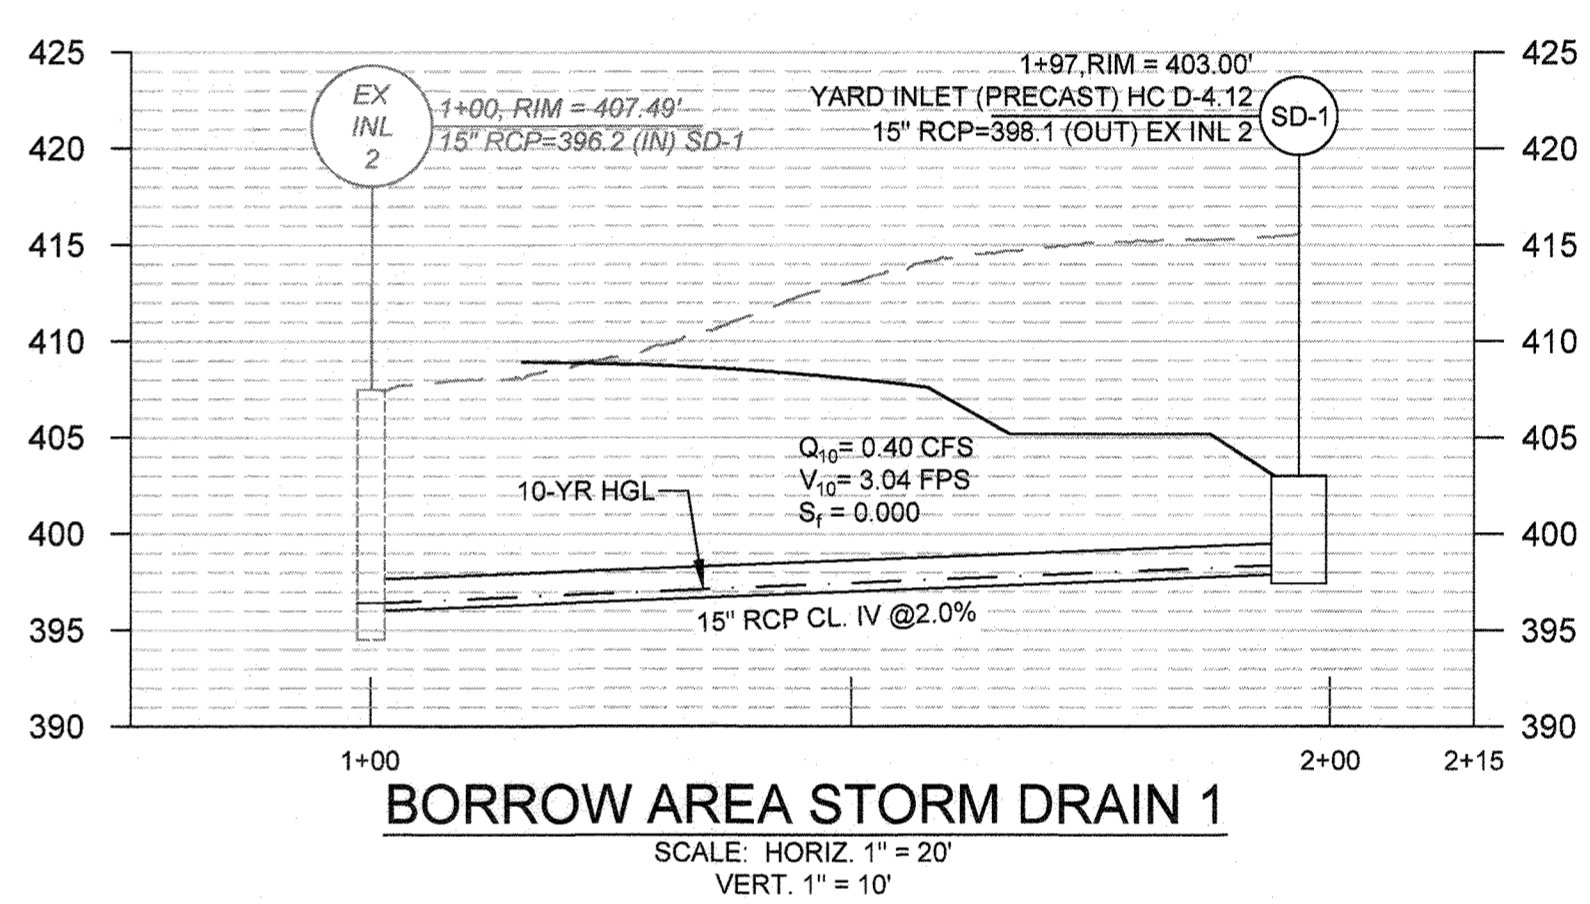 425
420
415
410
405
400
395
390
EX
INL
2
1+00, RIM = 407.49'
15" RCP=396.2 (IN) SD-1
1+97,RIM = 403.00'
YARD INLET (PRECAST) HC D-4.12
15" RCP=398.1 (OUT) EX INL 2
SD-1
425
420
415
410
405
400
395
390
Q10= 0.40 CFS
V10= 3.04 FPS
Sf = 0.000
10-YR HGL
15" RCP CL. IV @2.0%
1+00
2+00
2+15
BORROW AREA STORM DRAIN 1
SCALE: HORIZ. 1" = 20'
VERT. 1" = 10'